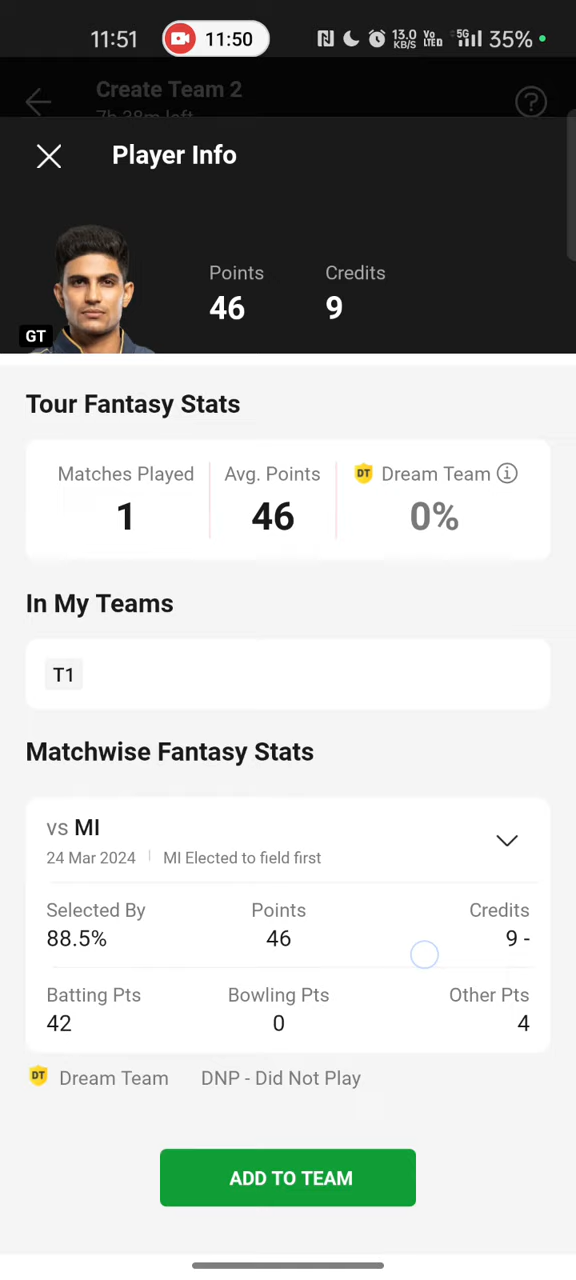 11:51 11:50 13.0 KB/S Vo LTED 5G 35%
Create Team 2
7h 38m left
Player Info
Points Credits
46 9
GT
Tour Fantasy Stats
Matches Played Avg. Points DT Dream Team
1 46 0%
In My Teams
T1
Matchwise Fantasy Stats
vs MI
24 Mar 2024 MI Elected to field first
Selected By Points Credits
88.5% 46 9 -
Batting Pts Bowling Pts Other Pts
42 0 4
DT Dream Team DNP - Did Not Play
ADD TO TEAM